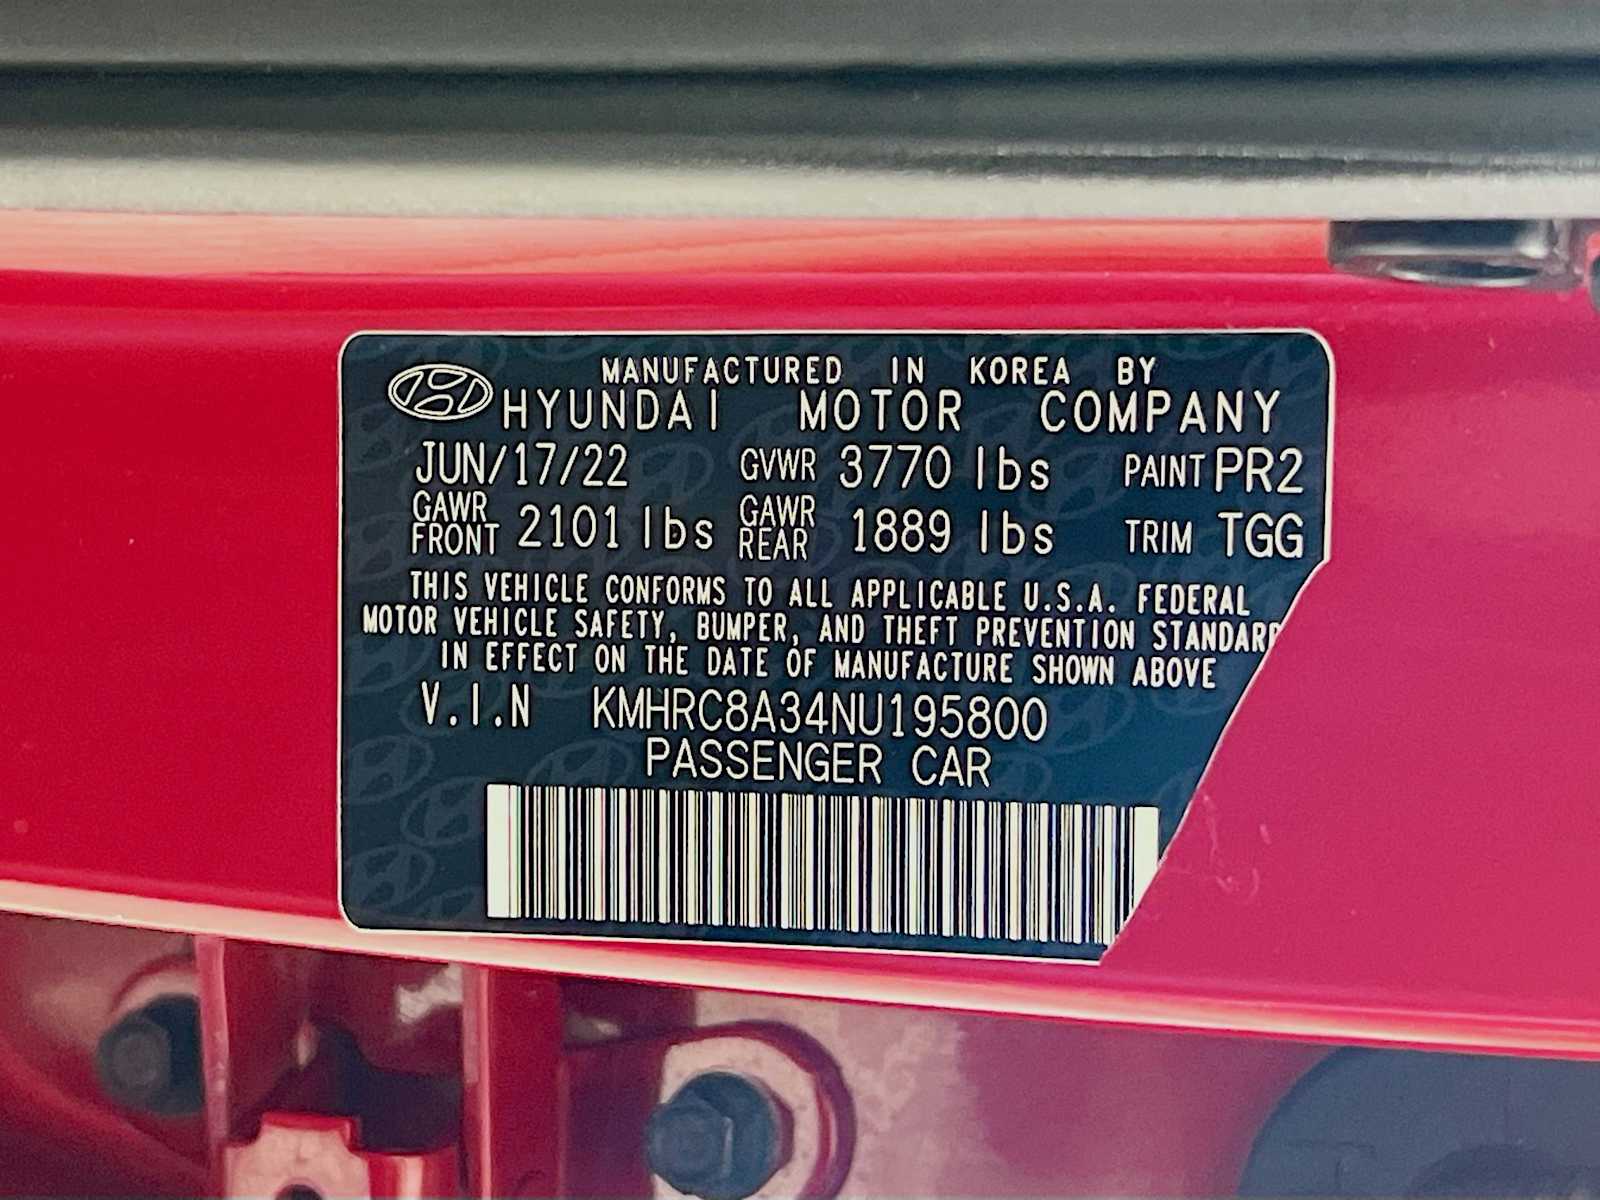 MANUFACTURED IN KOREA BY
HYUNDAI MOTOR COMPANY
JUN/17/22 GVWR 3770 lbs PAINT PR2
GAWR FRONT 2101 lbs GAWR REAR 1889 lbs TRIM TGG
THIS VEHICLE CONFORMS TO ALL APPLICABLE U.S.A. FEDERAL
MOTOR VEHICLE SAFETY, BUMPER, AND THEFT PREVENTION STANDARD
IN EFFECT ON THE DATE OF MANUFACTURE SHOWN ABOVE
V.I.N KMHRC8A34NU195800
PASSENGER CAR